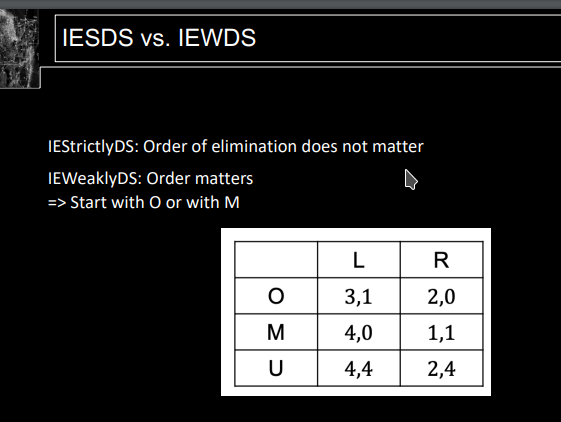 IESDS vs. IEWDS
IEStrictlyDS: Order of elimination does not matter
IEWeaklyDS: Order matters
=> Start with O or with M
L R
O 3,1 2,0
M 4,0 1,1
U 4,4 2,4